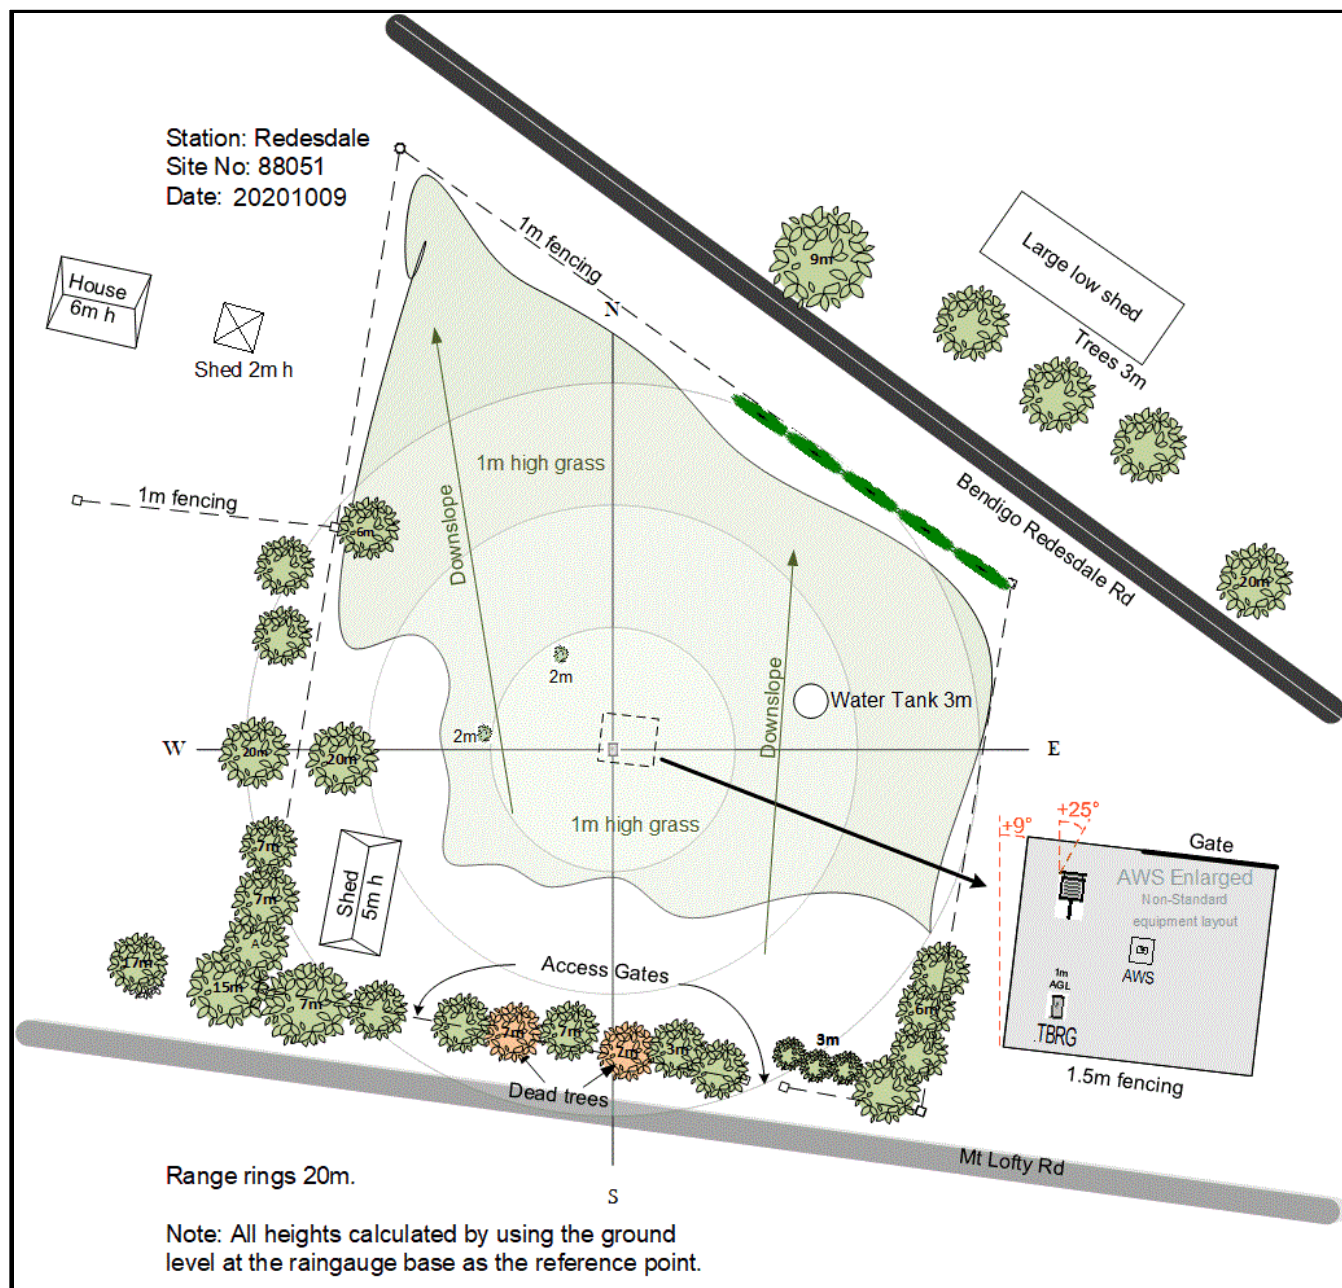 Station: Redesdale
Site No: 88051
Date: 20201009
1m fencing
9m
Large low shed
Trees 3m
House
6m h
Shed 2m h
N
1m high grass
1m fencing
6m
Downslope
Bendigo Redesdale Rd
20m
2m
Downslope
Water Tank 3m
2m
W
20m
20m
E
1m high grass
+25°
+9°
Gate
7m
AWS Enlarged
Non-Standard
equipment layout
7m
Shed
5m h
A
AWS
1m
AGL
.TBRG
Access Gates
17m
15m
7m
7m
7m
7m
3m
3m
6m
1.5m fencing
Dead trees
Mt Lofty Rd
Range rings 20m.
S
Note: All heights calculated by using the ground
level at the raingauge base as the reference point.